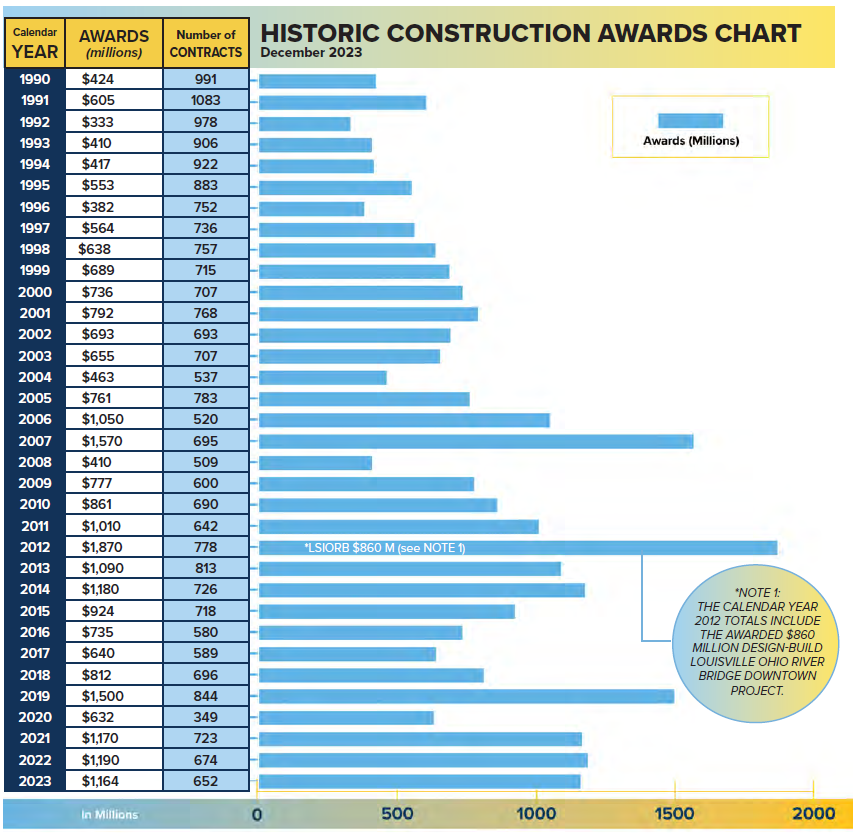 Calendar YEAR AWARDS (millions) Number of CONTRACTS
HISTORIC CONSTRUCTION AWARDS CHART
December 2023
1990 $424 991
1991 $605 1083
1992 $333 978
1993 $410 906
1994 $417 922
1995 $553 883
1996 $382 752
1997 $564 736
1998 $638 757
1999 $689 715
2000 $736 707
2001 $792 768
2002 $693 693
2003 $655 707
2004 $463 537
2005 $761 783
2006 $1,050 520
2007 $1,570 695
2008 $410 509
2009 $777 600
2010 $861 690
2011 $1,010 642
2012 $1,870 778 *LSIORB $860 M (see NOTE 1)
2013 $1,090 813
2014 $1,180 726
2015 $924 718
2016 $735 580
2017 $640 589
2018 $812 696
2019 $1,500 844
2020 $632 349
2021 $1,170 723
2022 $1,190 674
2023 $1,164 652
Awards (Millions)
*NOTE 1:
THE CALENDAR YEAR
2012 TOTALS INCLUDE
THE AWARDED $860
MILLION DESIGN-BUILD
LOUISVILLE OHIO RIVER
BRIDGE DOWNTOWN
PROJECT.
In Millions 0 500 1000 1500 2000